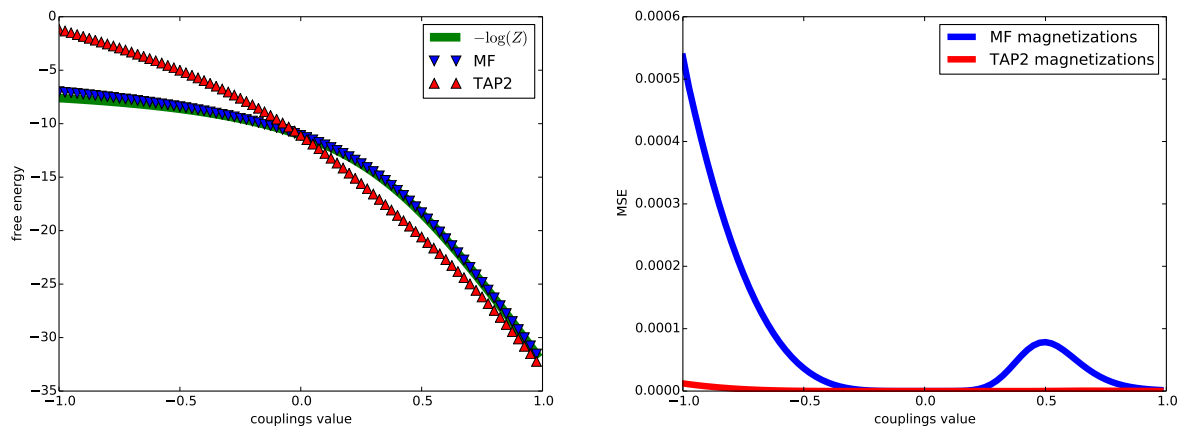 0
−5
−10
−15
−20
−25
−30
−35
free energy
−1.0 −0.5 0.0 0.5 1.0
couplings value
−log(Z)
MF
TAP2
0.0006
0.0005
0.0004
0.0003
0.0002
0.0001
0.0000
MSE
−1.0 −0.5 0.0 0.5 1.0
couplings value
MF magnetizations
TAP2 magnetizations